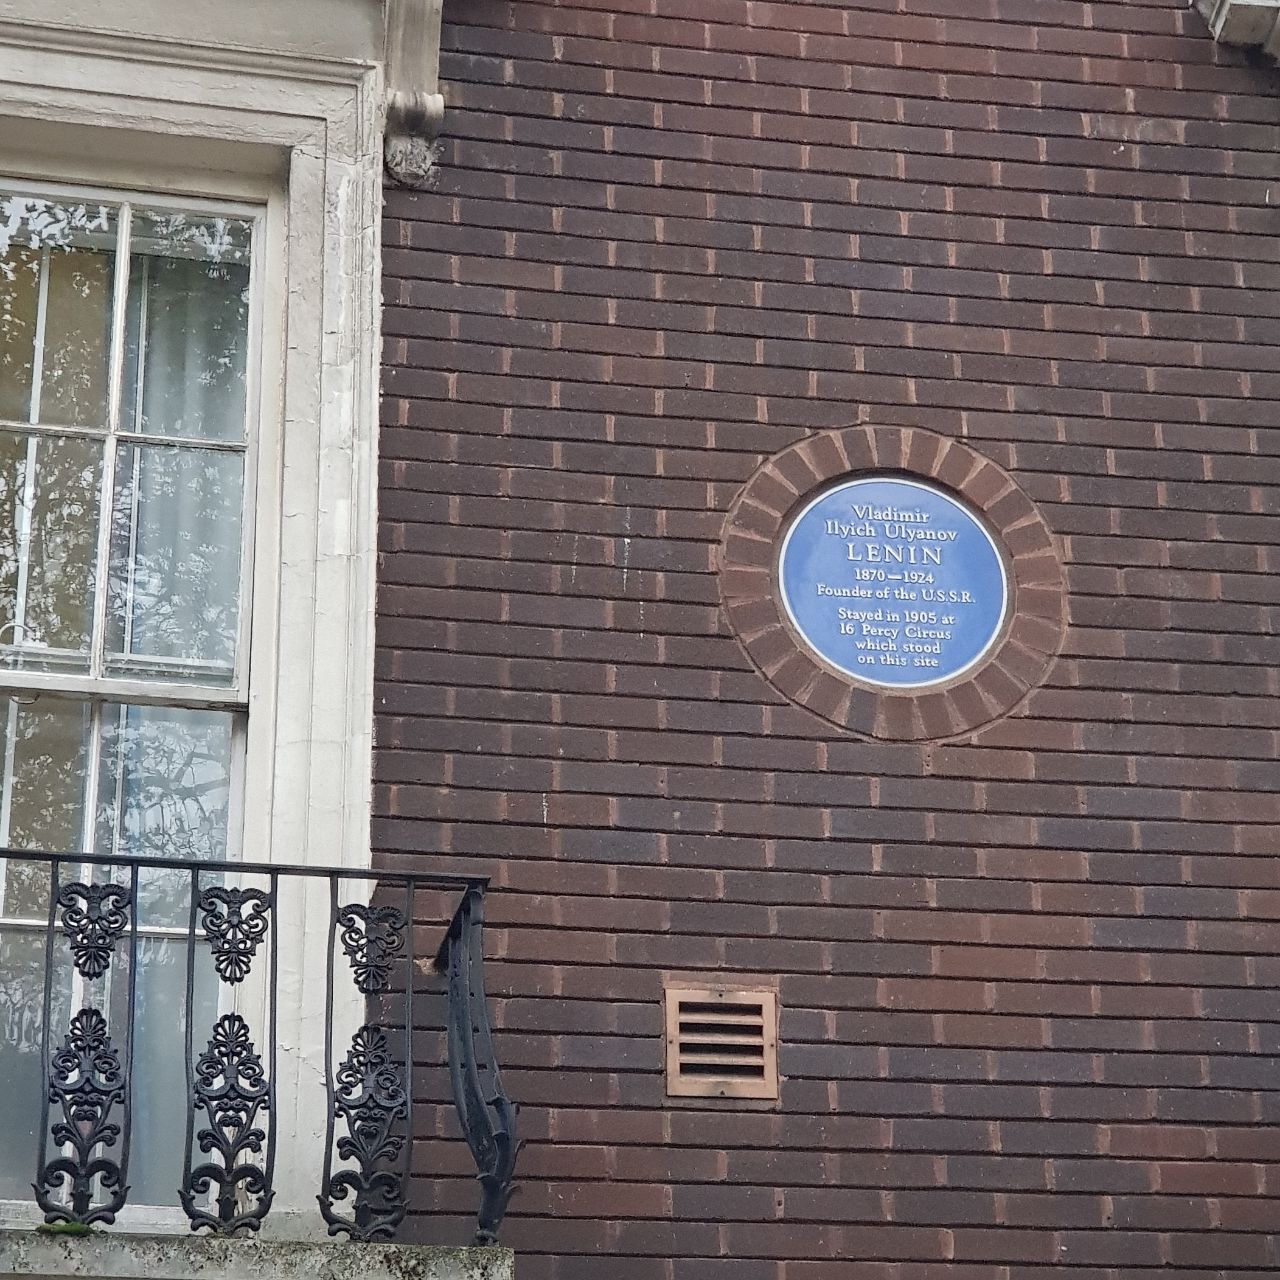 Vladimir
Ilyich Ulyanov
LENIN
1870–1924
Founder of the U.S.S.R.
Stayed in 1905 at
16 Percy Circus
which stood
on this site